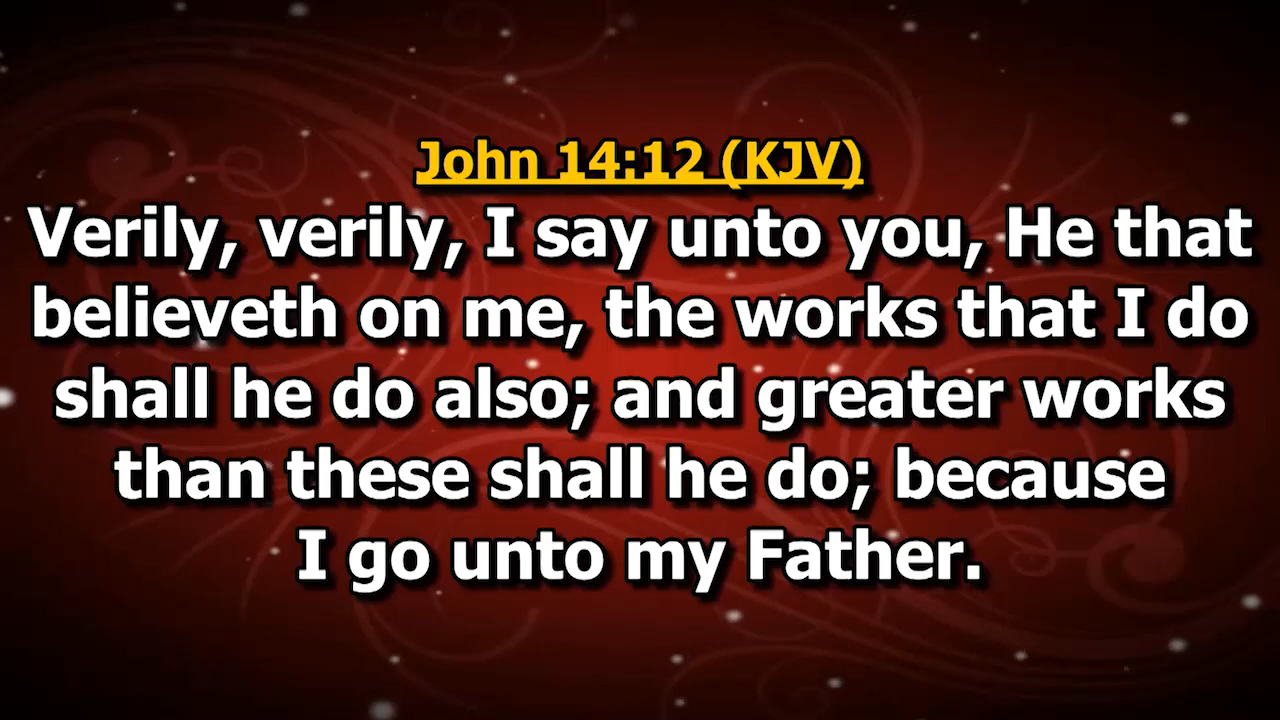 John 14:12 (KJV)
Verily, verily, I say unto you, He that
believeth on me, the works that I do
shall he do also; and greater works
than these shall he do; because
I go unto my Father.